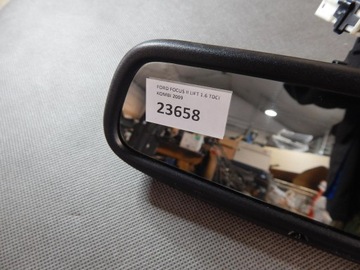 FORD FOCUS II LIFT 1.6 TDCI
KOMBI 2009
23658